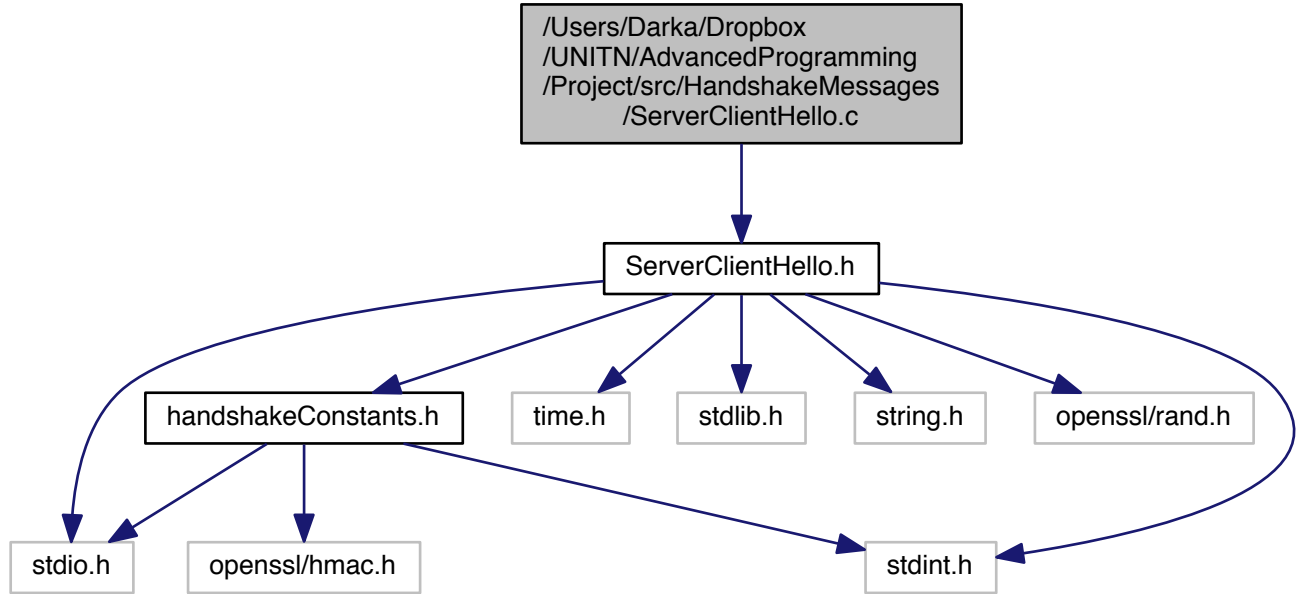 /Users/Darka/Dropbox
/UNITN/AdvancedProgramming
/Project/src/HandshakeMessages
/ServerClientHello.c
ServerClientHello.h
handshakeConstants.h
time.h
stdlib.h
string.h
openssl/rand.h
stdio.h
openssl/hmac.h
stdint.h